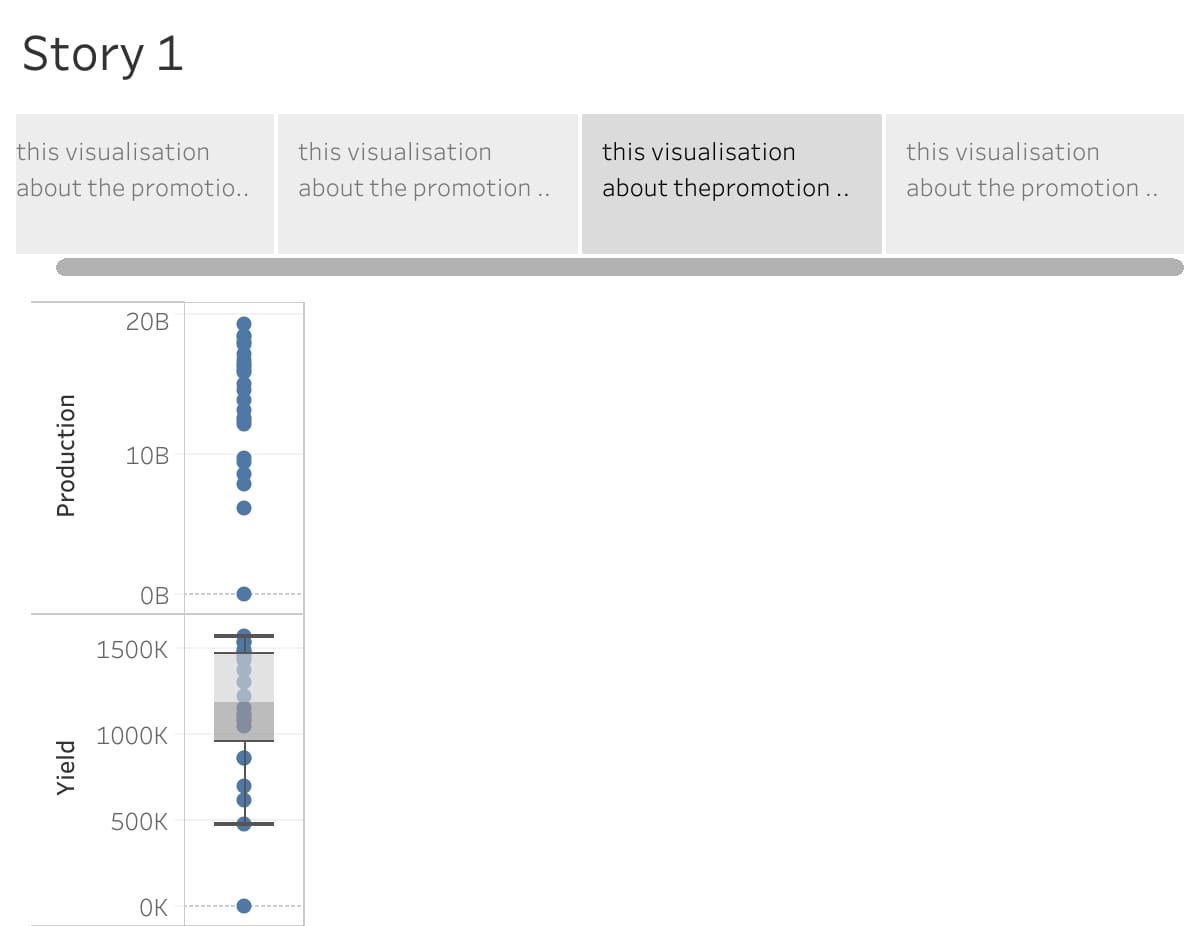 Story 1
this visualisation
about the promotio..
this visualisation
about the promotion ..
this visualisation
about thepromotion ..
this visualisation
about the promotion ..
20B
10B
0B
Production
1500K
1000K
500K
0K
Yield